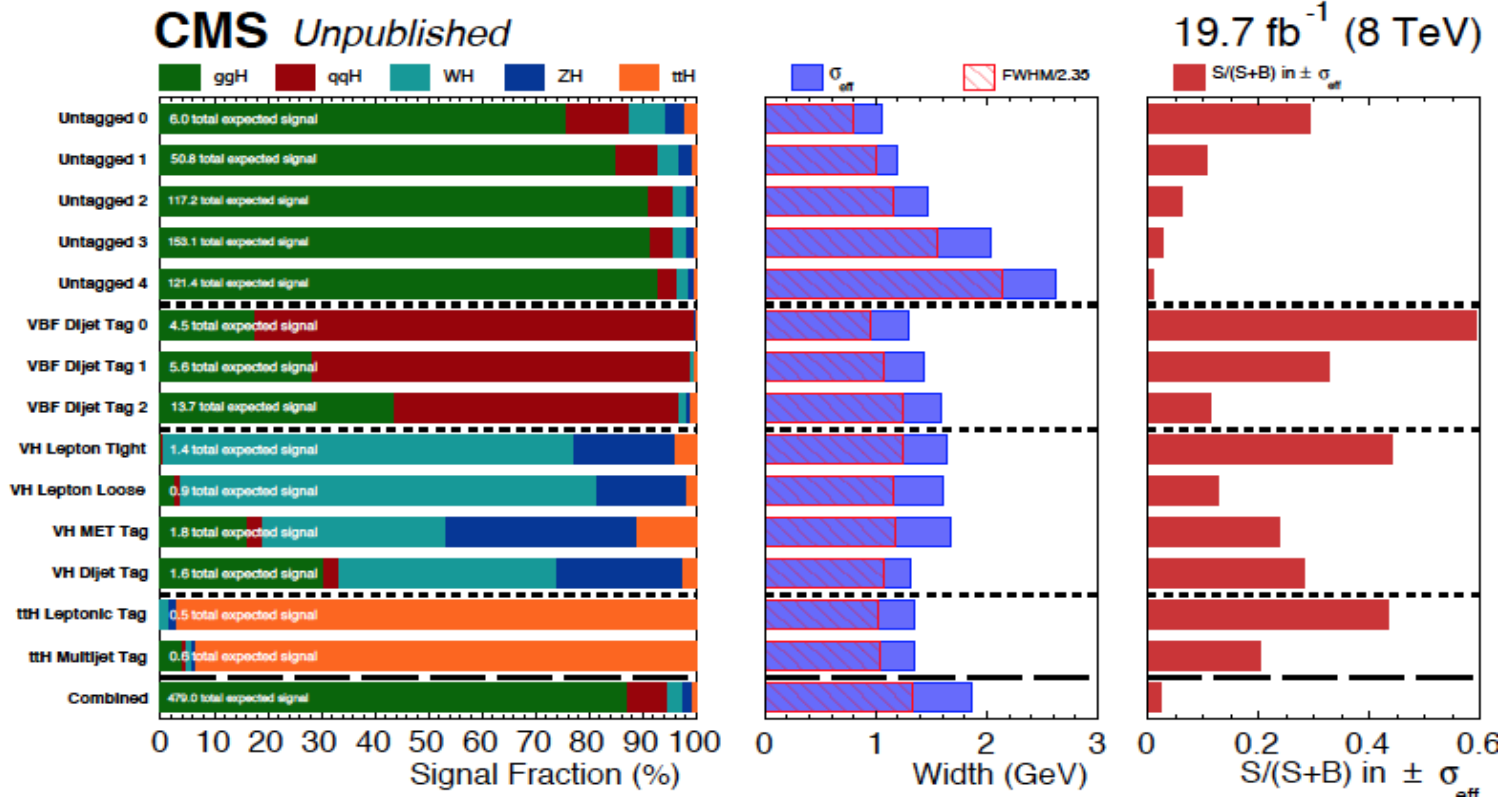 CMS Unpublished
19.7 fb-1 (8 TeV)
ggH qqH WH ZH ttH
σeff FWHM/2.35
S/(S+B) in ± σeff
Untagged 0 6.0 total expected signal
Untagged 1 50.8 total expected signal
Untagged 2 117.2 total expected signal
Untagged 3 153.1 total expected signal
Untagged 4 121.4 total expected signal
VBF Dijet Tag 0 4.5 total expected signal
VBF Dijet Tag 1 5.6 total expected signal
VBF Dijet Tag 2 13.7 total expected signal
VH Lepton Tight 1.4 total expected signal
VH Lepton Loose 0.9 total expected signal
VH MET Tag 1.8 total expected signal
VH Dijet Tag 1.6 total expected signal
ttH Leptonic Tag 0.5 total expected signal
ttH Multijet Tag 0.6 total expected signal
Combined 479.0 total expected signal
0 10 20 30 40 50 60 70 80 90 100
Signal Fraction (%)
0 1 2 3
Width (GeV)
0 0.2 0.4 0.6
S/(S+B) in ± σeff